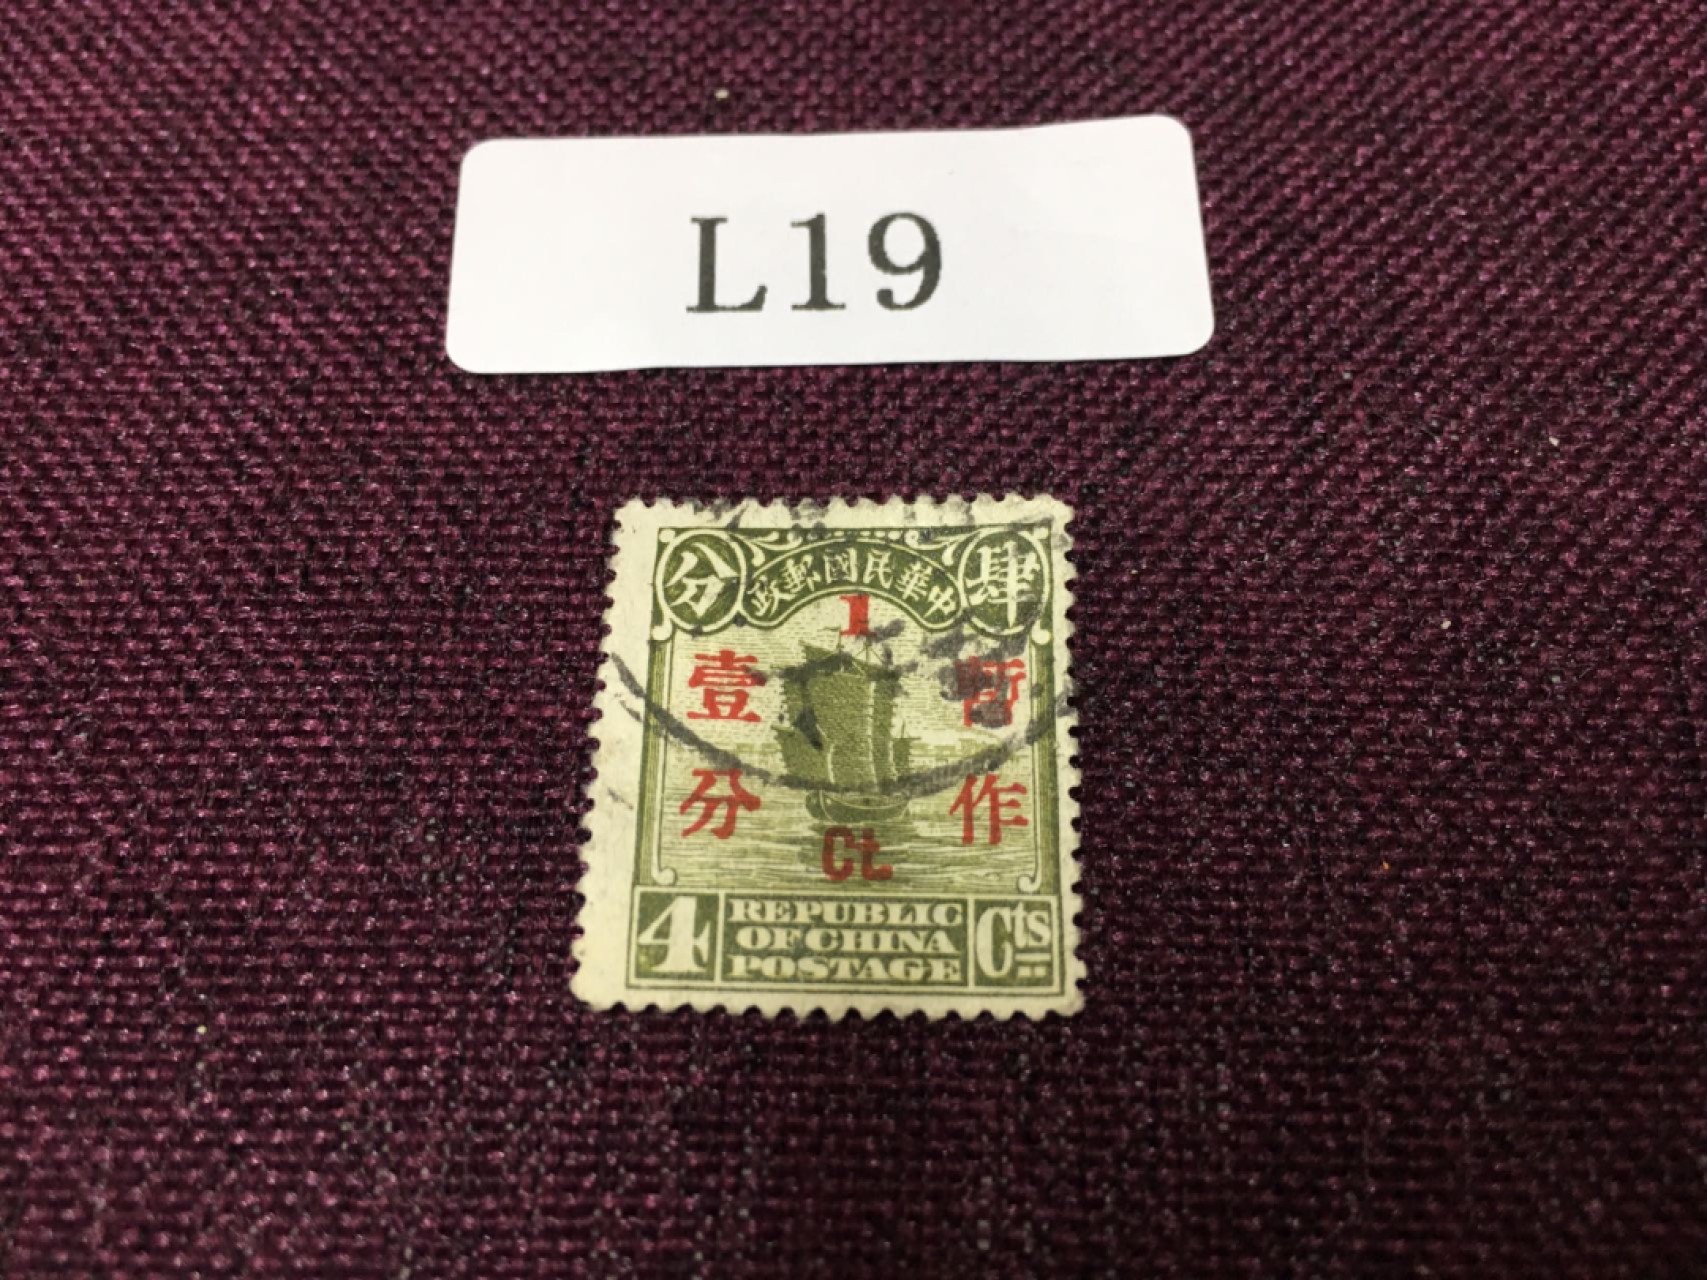 L19
分 政郵國民華中 肆
1
壹分 暫作
Ct.
4 REPUBLIC OF CHINA POSTAGE Cts